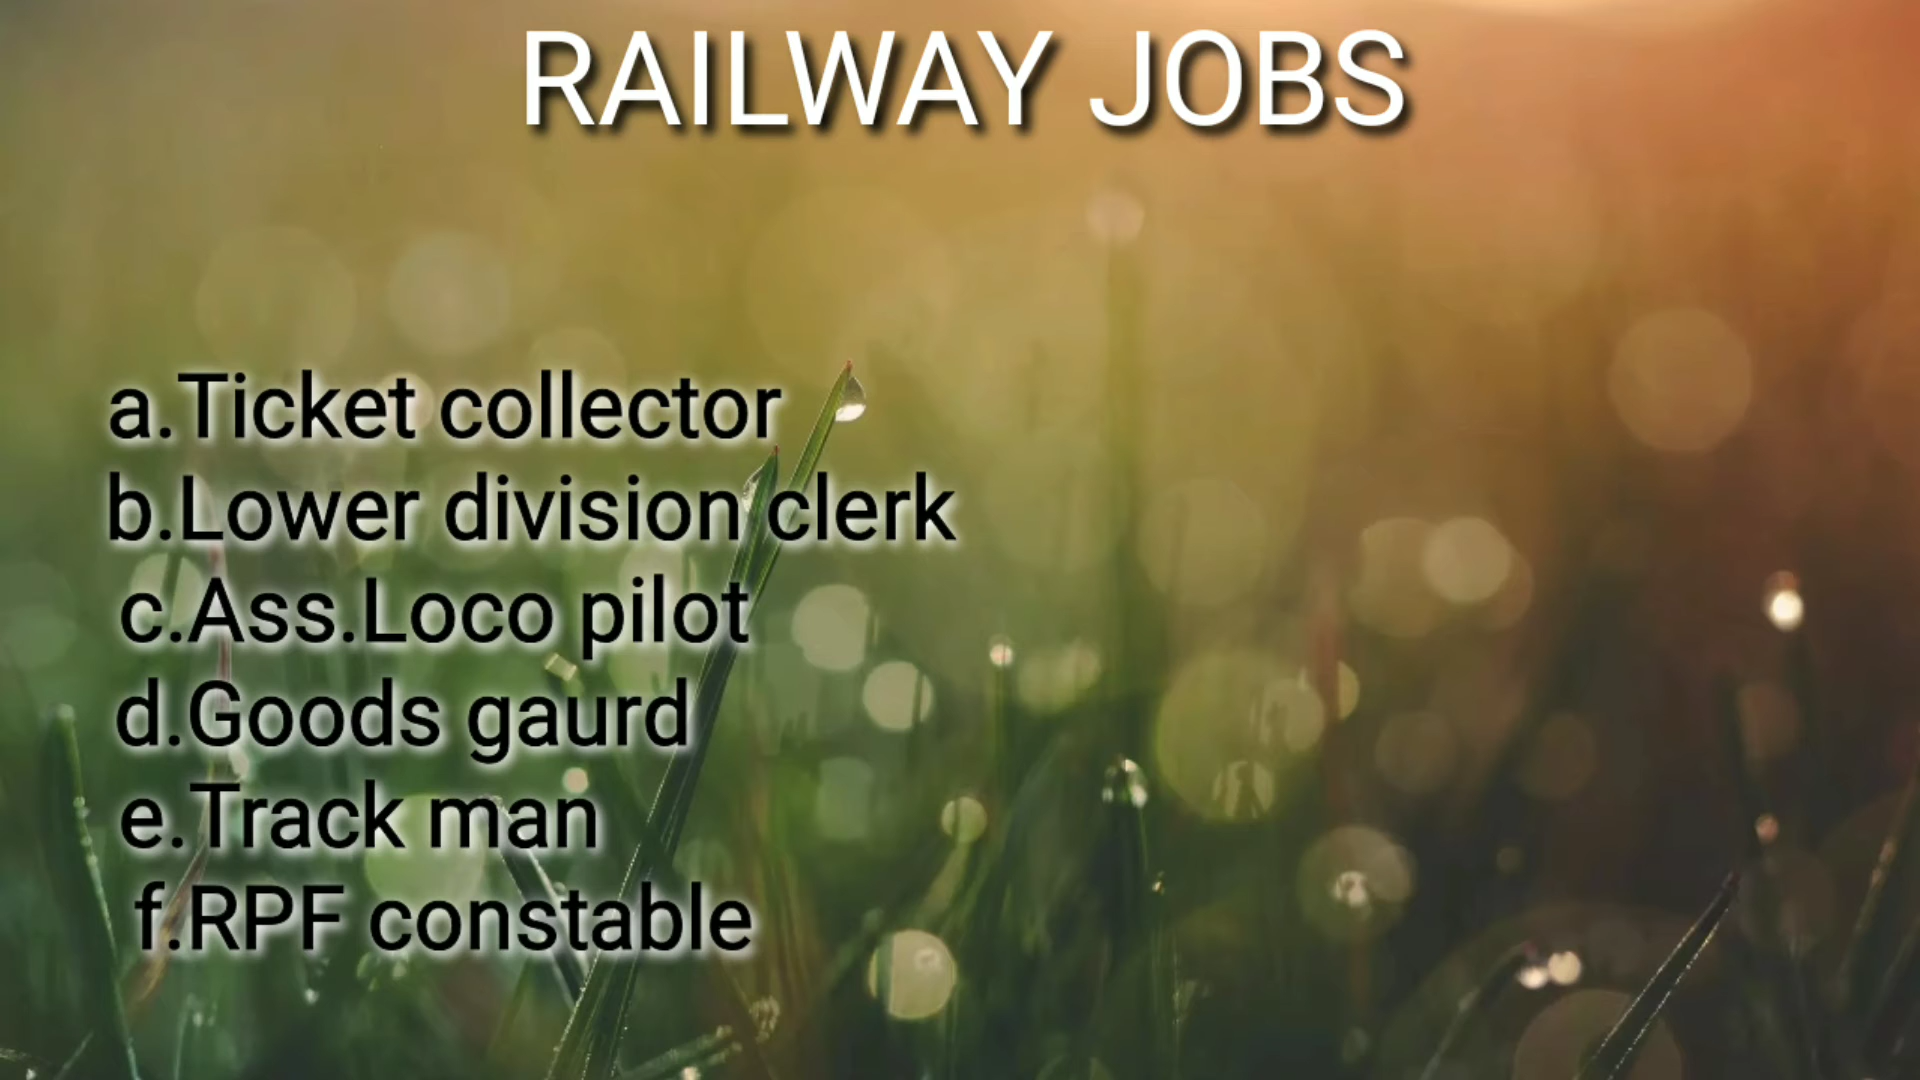 RAILWAY JOBS
a.Ticket collector
b.Lower division clerk
c.Ass.Loco pilot
d.Goods gaurd
e.Track man
f.RPF constable